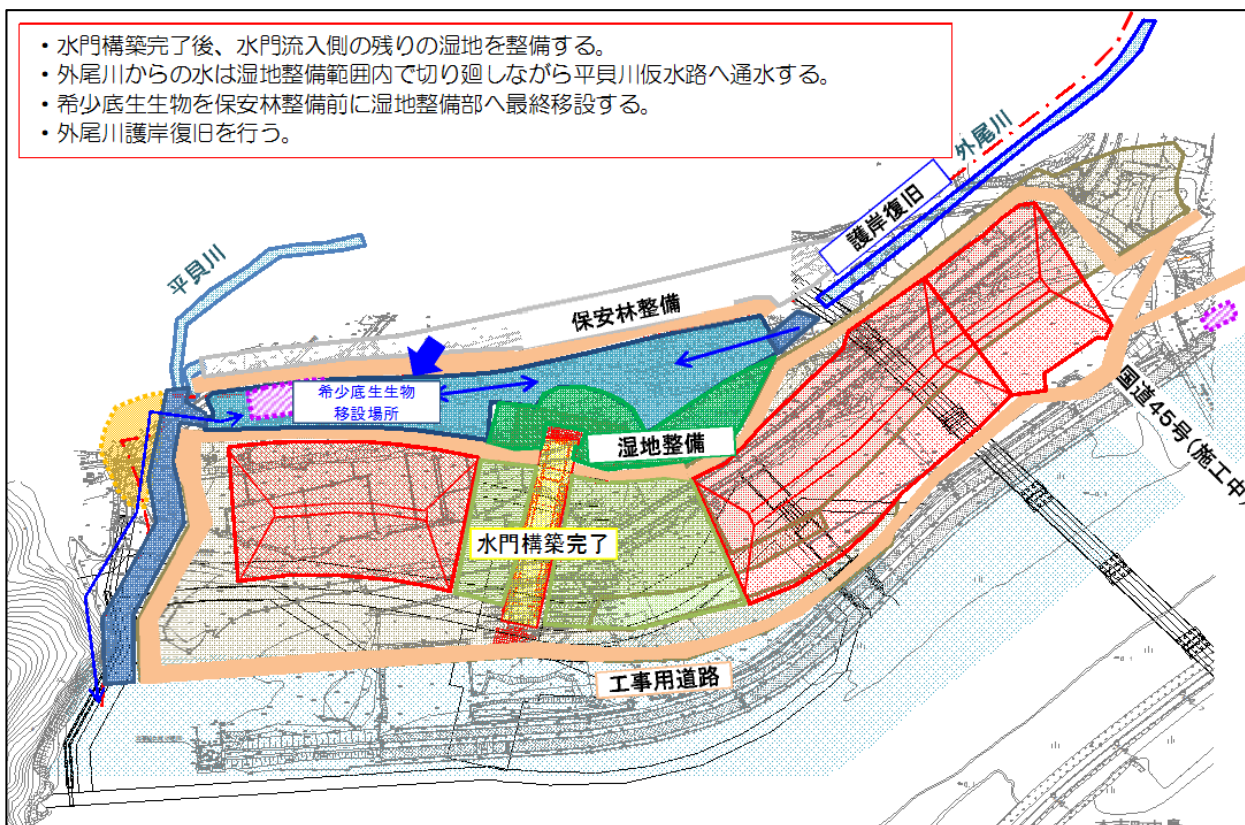 ・水門構築完了後、水門流入側の残りの湿地を整備する。
・外尾川からの水は湿地整備範囲内で切り廻しながら平貝川仮水路へ通水する。
・希少底生生物を保安林整備前に湿地整備部へ最終移設する。
・外尾川護岸復旧を行う。
外尾川
護岸復旧
平貝川
保安林整備
希少底生生物
移設場所
湿地整備
国道45号(施工中)
水門構築完了
工事用道路